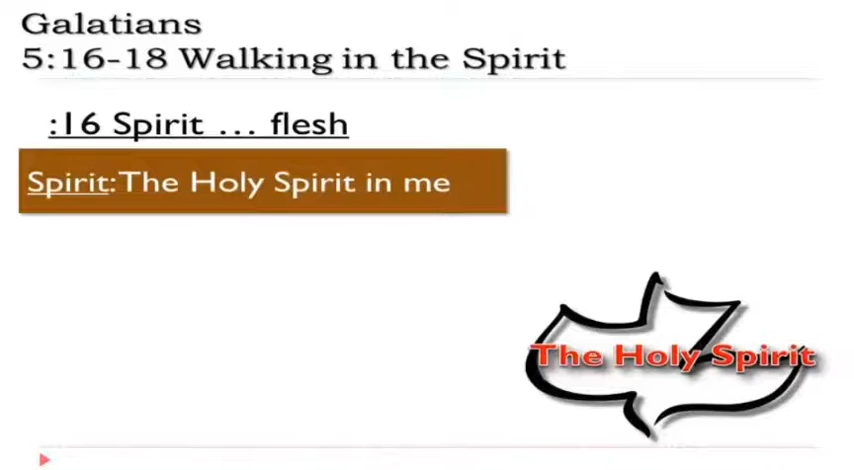 Galatians
5:16-18 Walking in the Spirit
:16 Spirit … flesh
Spirit: The Holy Spirit in me
The Holy Spirit